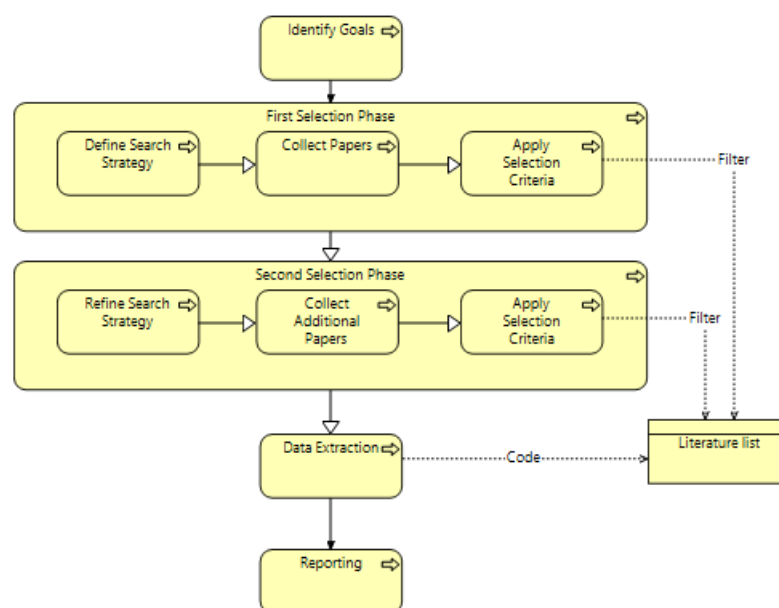 Identify Goals
First Selection Phase
Define Search
Strategy
Collect Papers
Apply
Selection
Criteria
Filter
Second Selection Phase
Refine Search
Strategy
Collect
Additional
Papers
Apply
Selection
Criteria
Filter
Data Extraction
Code
Literature list
Reporting